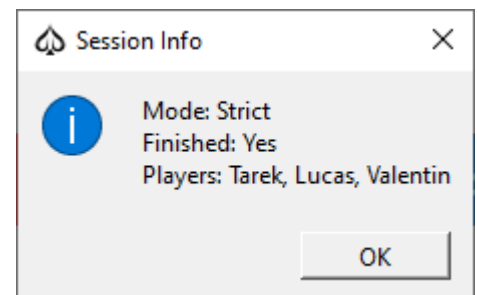 Session Info
Mode: Strict
Finished: Yes
Players: Tarek, Lucas, Valentin
OK